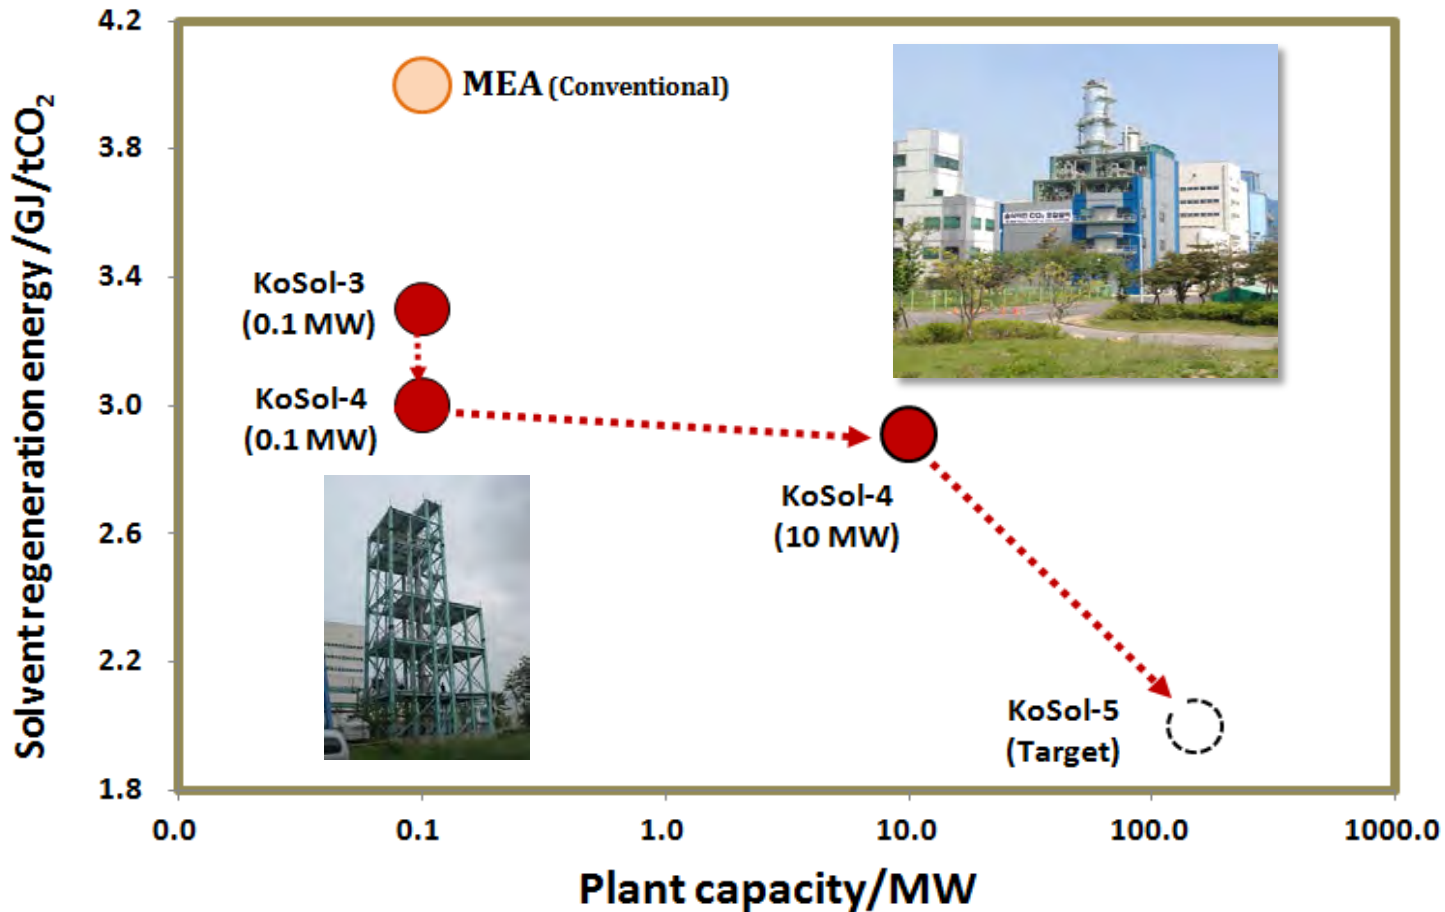 4.2
3.8
3.4
3.0
2.6
2.2
1.8
Solvent regeneration energy /GJ/tCO₂
MEA (Conventional)
KoSol-3
(0.1 MW)
KoSol-4
(0.1 MW)
KoSol-4
(10 MW)
KoSol-5
(Target)
0.0 0.1 1.0 10.0 100.0 1000.0
Plant capacity/MW